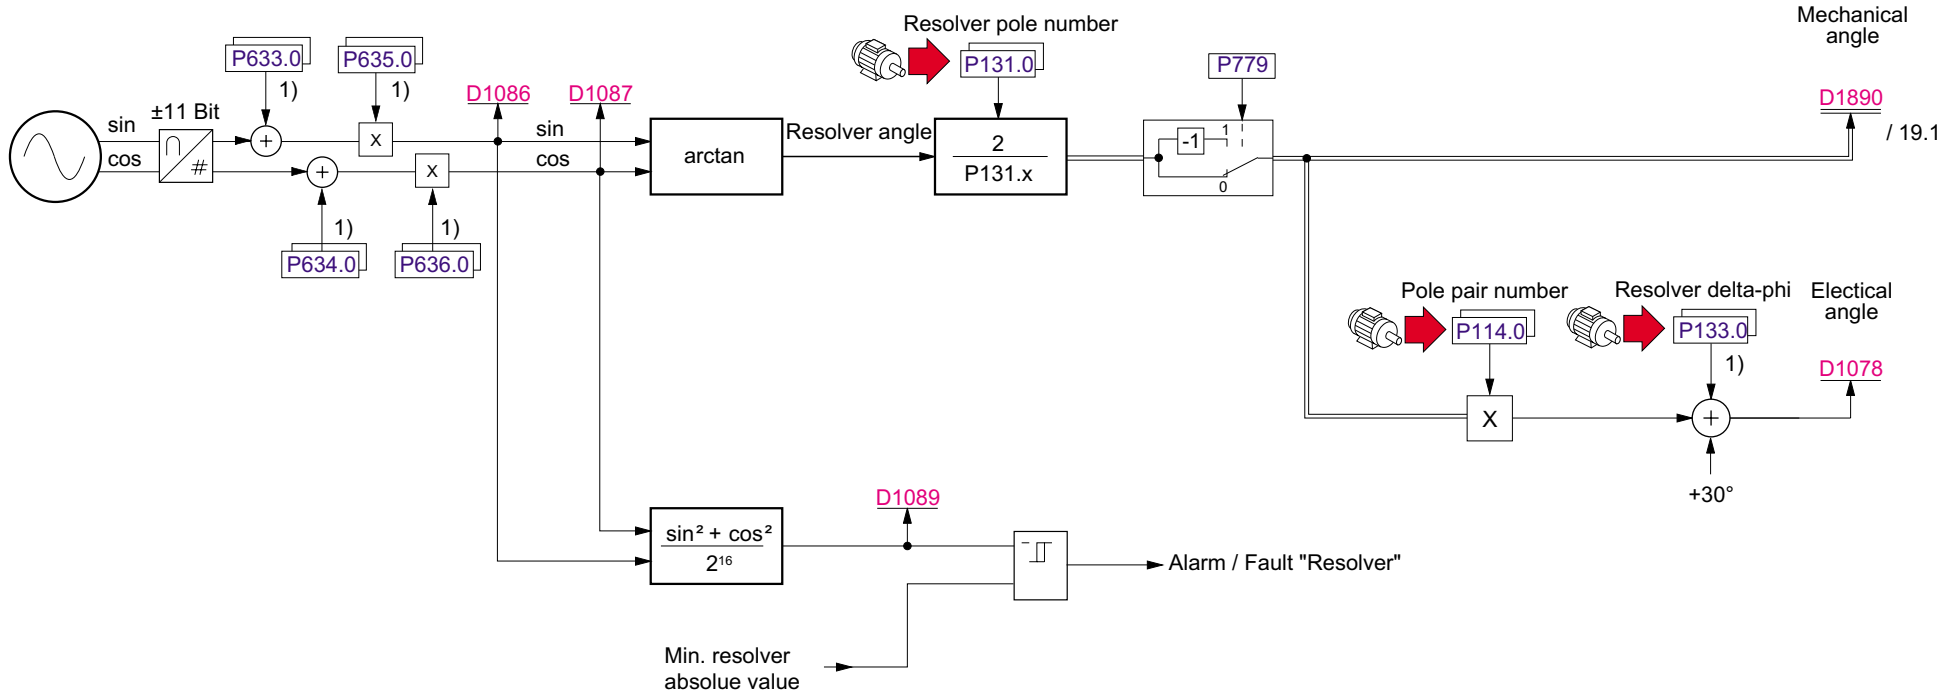 Resolver pole number
Mechanical
angle
P633.0
P635.0
P131.0
P779
1)
1)
D1086
D1087
D1890
/ 19.1
±11 Bit
sin
cos
#
+
+
X
X
sin
cos
arctan
Resolver angle
2
P131.x
-1
1
0
1)
1)
P634.0
P636.0
Pole pair number
Resolver delta-phi
Electical
angle
P114.0
P133.0
1)
D1078
X
+
+30°
D1089
sin² + cos²
2¹⁶
Alarm / Fault "Resolver"
Min. resolver
absolue value